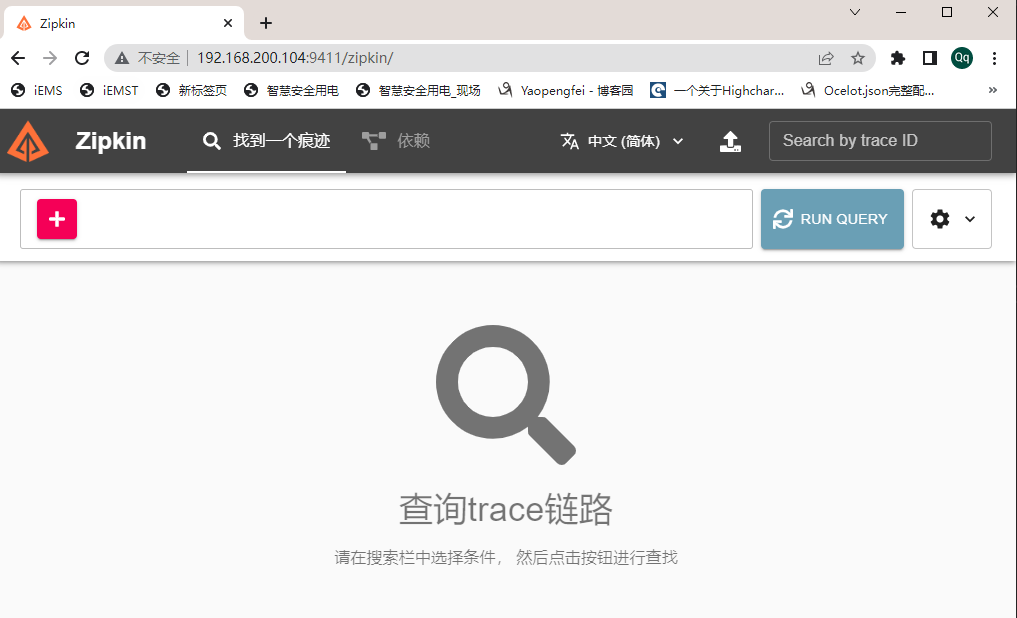 Zipkin
不安全 192.168.200.104:9411/zipkin/
Qq
iEMS iEMST 新标签页 智慧安全用电 智慧安全用电_现场 Yaopengfei - 博客园 一个关于Highchar... Ocelot.json完整配... »
Zipkin 找到一个痕迹 依赖 中文 (简体) Search by trace ID
RUN QUERY
查询trace链路
请在搜索栏中选择条件， 然后点击按钮进行查找